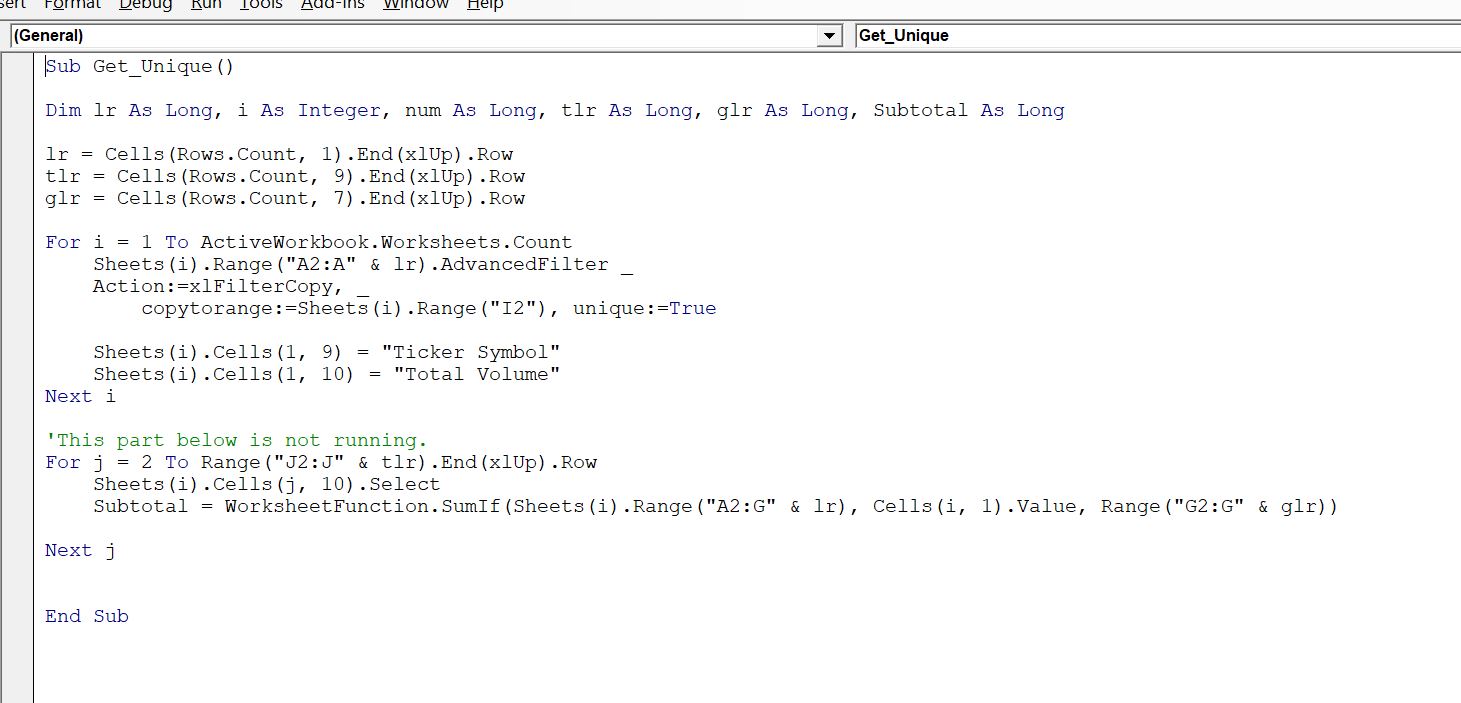 sert Format Debug Run Tools Add-Ins Window Help
(General) Get_Unique
Sub Get_Unique()
Dim lr As Long, i As Integer, num As Long, tlr As Long, glr As Long, Subtotal As Long
lr = Cells(Rows.Count, 1).End(xlUp).Row
tlr = Cells(Rows.Count, 9).End(xlUp).Row
glr = Cells(Rows.Count, 7).End(xlUp).Row
For i = 1 To ActiveWorkbook.Worksheets.Count
    Sheets(i).Range("A2:A" & lr).AdvancedFilter _
    Action:=xlFilterCopy, _
        copytorange:=Sheets(i).Range("I2"), unique:=True
    Sheets(i).Cells(1, 9) = "Ticker Symbol"
    Sheets(i).Cells(1, 10) = "Total Volume"
Next i
'This part below is not running.
For j = 2 To Range("J2:J" & tlr).End(xlUp).Row
    Sheets(i).Cells(j, 10).Select
    Subtotal = WorksheetFunction.SumIf(Sheets(i).Range("A2:G" & lr), Cells(i, 1).Value, Range("G2:G" & glr))
Next j
End Sub